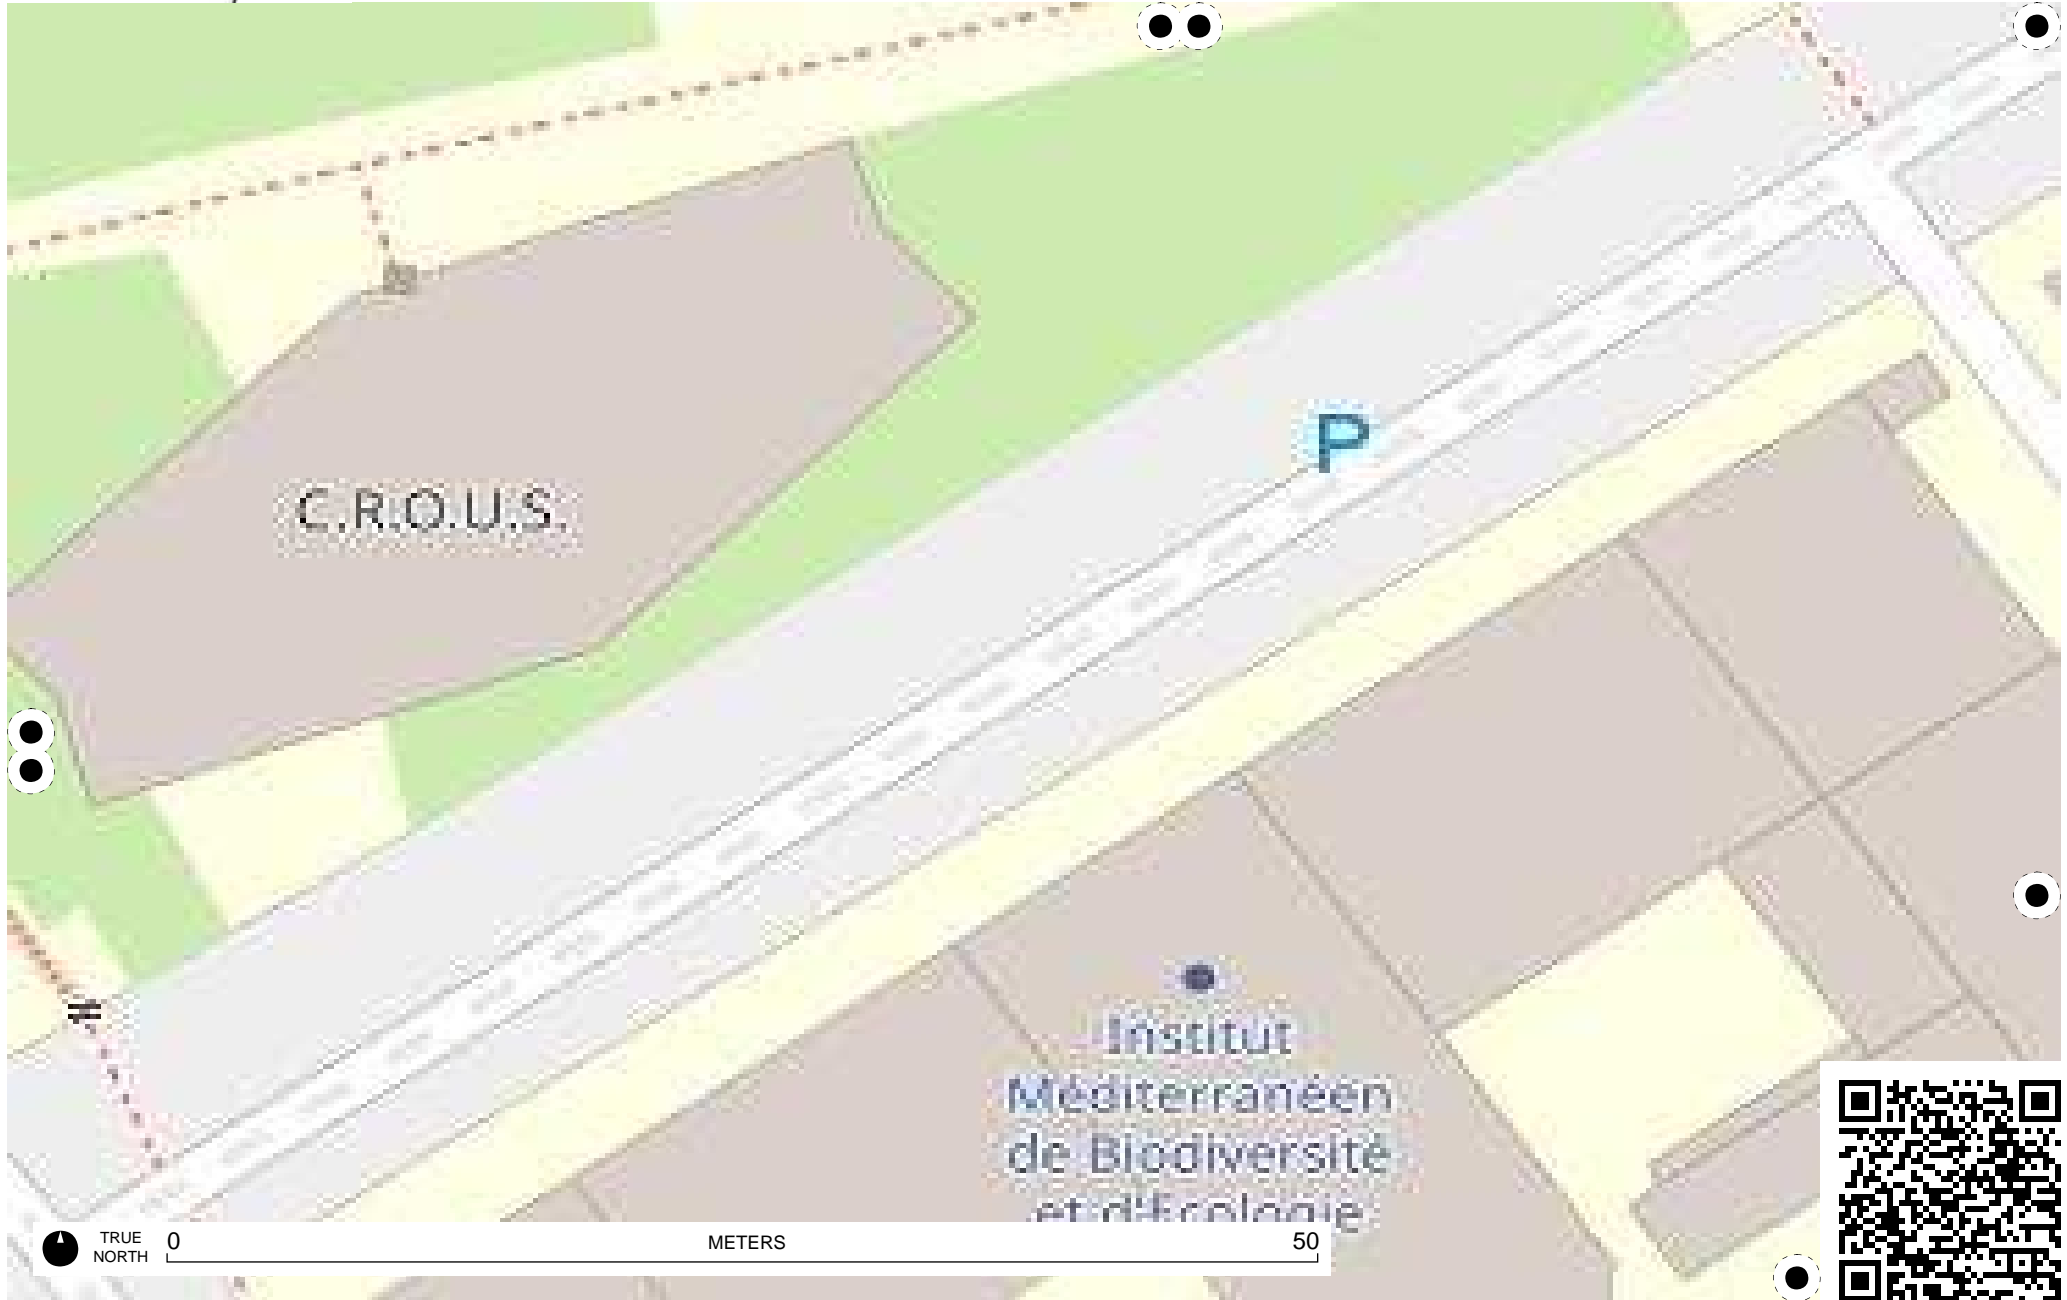 C.R.O.U.S.
P
Institut
Méditerranéen
de Biodiversité
et d'Ecologie
TRUE
NORTH
0
METERS
50